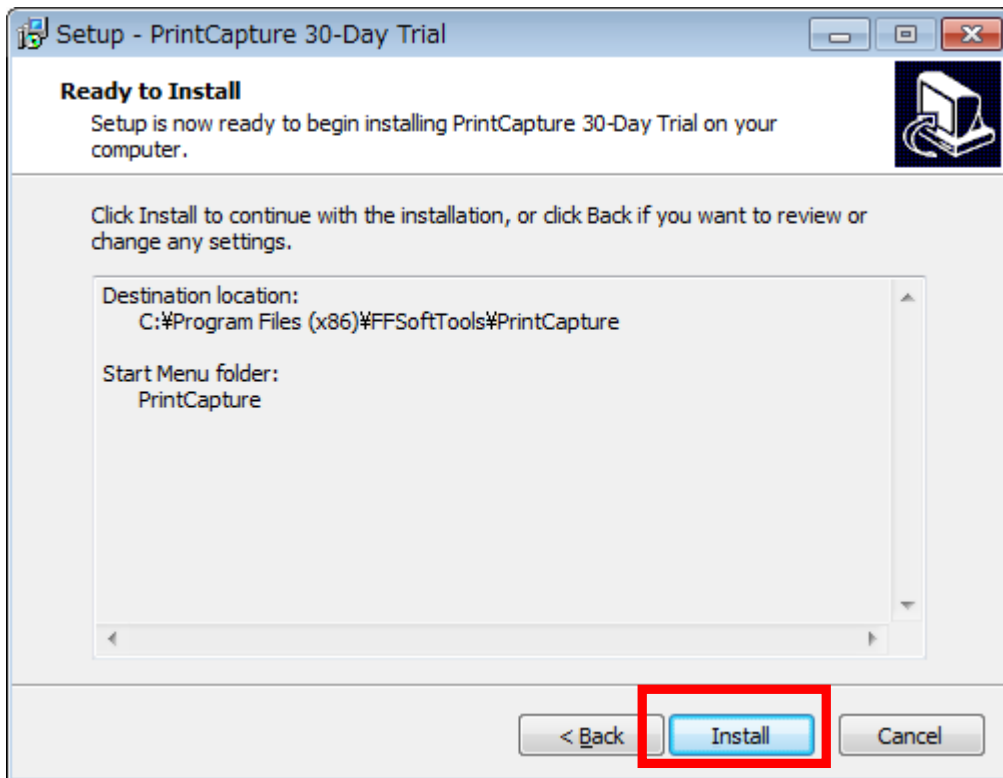 Setup - PrintCapture 30-Day Trial
Ready to Install
Setup is now ready to begin installing PrintCapture 30-Day Trial on your
computer.
Click Install to continue with the installation, or click Back if you want to review or
change any settings.
Destination location:
C:¥Program Files (x86)¥FFSoftTools¥PrintCapture
Start Menu folder:
PrintCapture
< Back Install Cancel